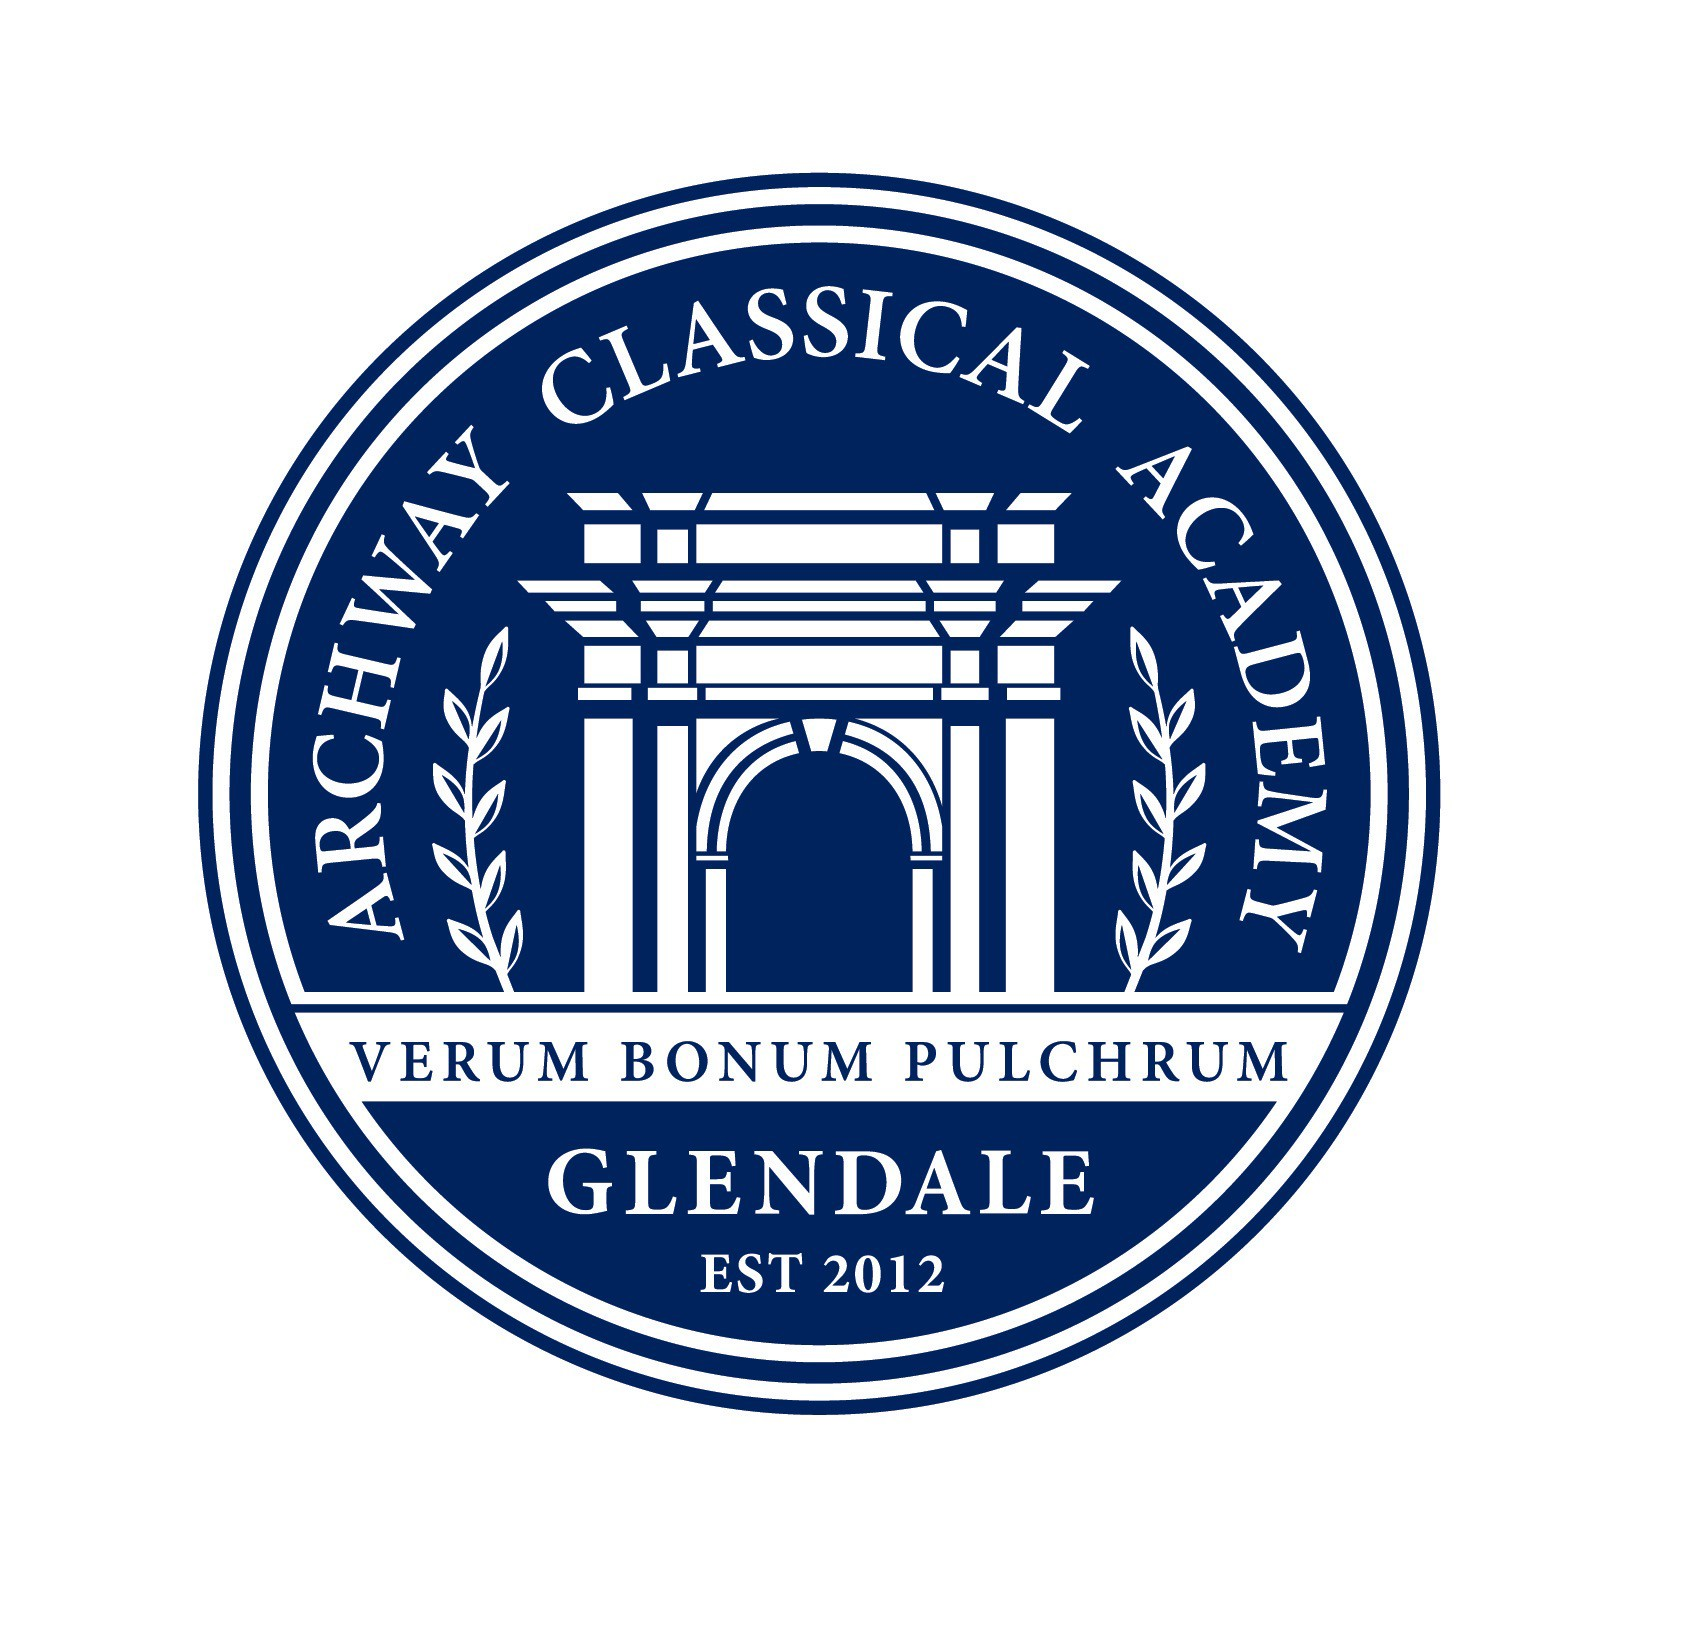 ARCHWAY CLASSICAL ACADEMY
VERUM BONUM PULCHRUM
GLENDALE
EST 2012